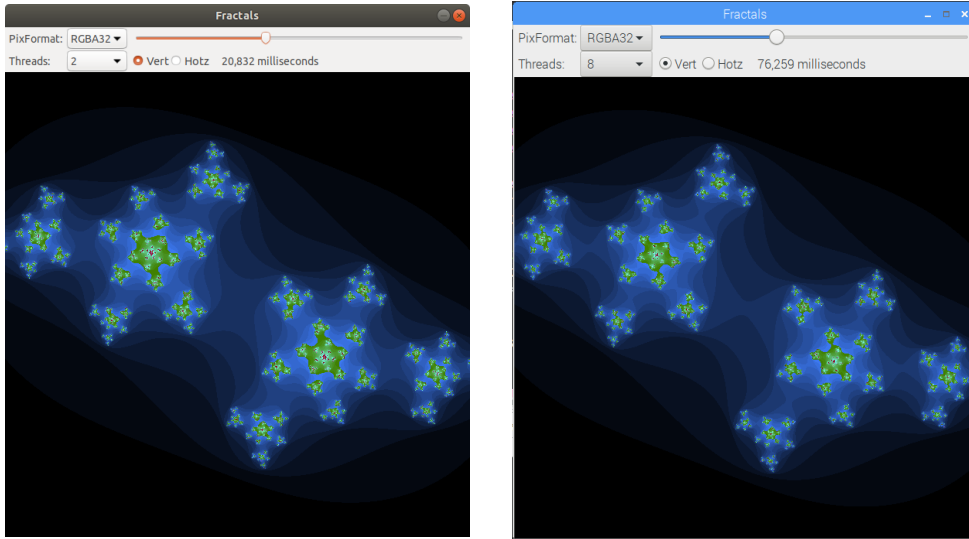 Fractals
PixFormat: RGBA32
Threads: 2 Vert Hotz 20,832 milliseconds
Fractals
PixFormat: RGBA32
Threads: 8 Vert Hotz 76,259 milliseconds